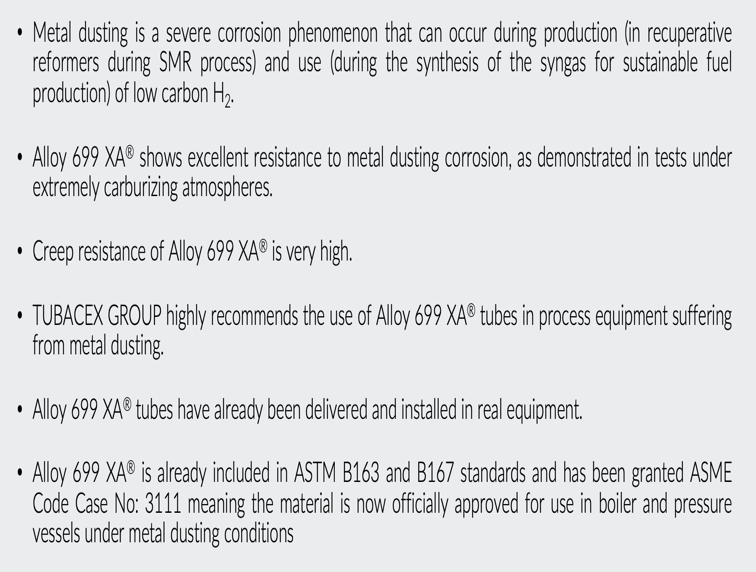 • Metal dusting is a severe corrosion phenomenon that can occur during production (in recuperative
reformers during SMR process) and use (during the synthesis of the syngas for sustainable fuel
production) of low carbon H₂.
• Alloy 699 XA® shows excellent resistance to metal dusting corrosion, as demonstrated in tests under
extremely carburizing atmospheres.
• Creep resistance of Alloy 699 XA® is very high.
• TUBACEX GROUP highly recommends the use of Alloy 699 XA® tubes in process equipment suffering
from metal dusting.
• Alloy 699 XA® tubes have already been delivered and installed in real equipment.
• Alloy 699 XA® is already included in ASTM B163 and B167 standards and has been granted ASME
Code Case No: 3111 meaning the material is now officially approved for use in boiler and pressure
vessels under metal dusting conditions